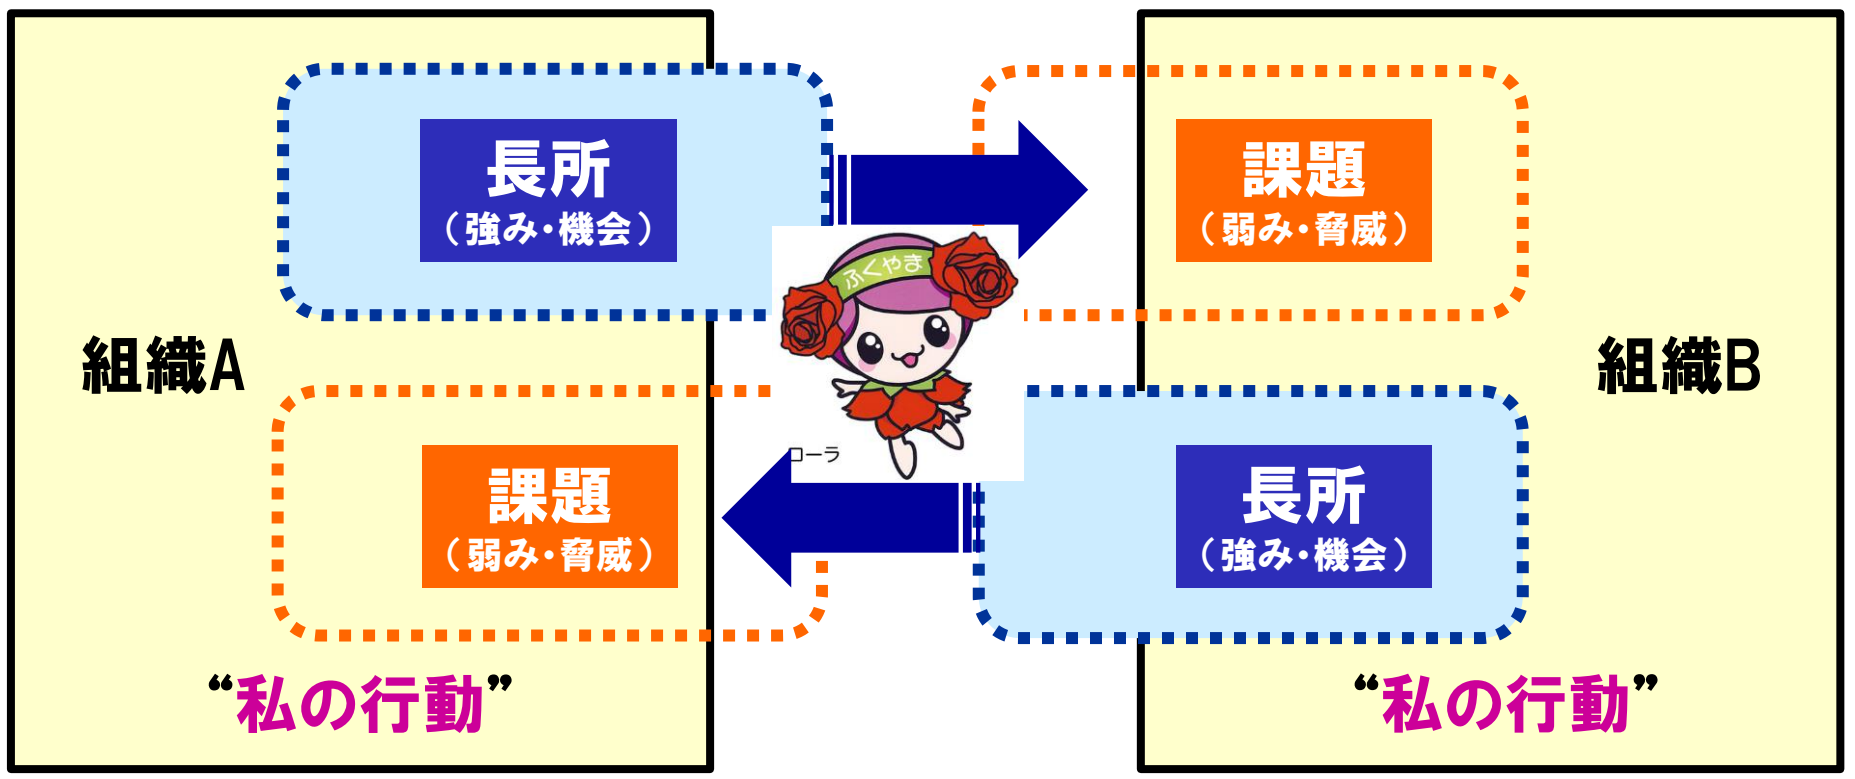 長所
（強み・機会）
課題
（弱み・脅威）
ふくやま
組織A
組織B
ローラ
課題
（弱み・脅威）
長所
（強み・機会）
“私の行動”
“私の行動”